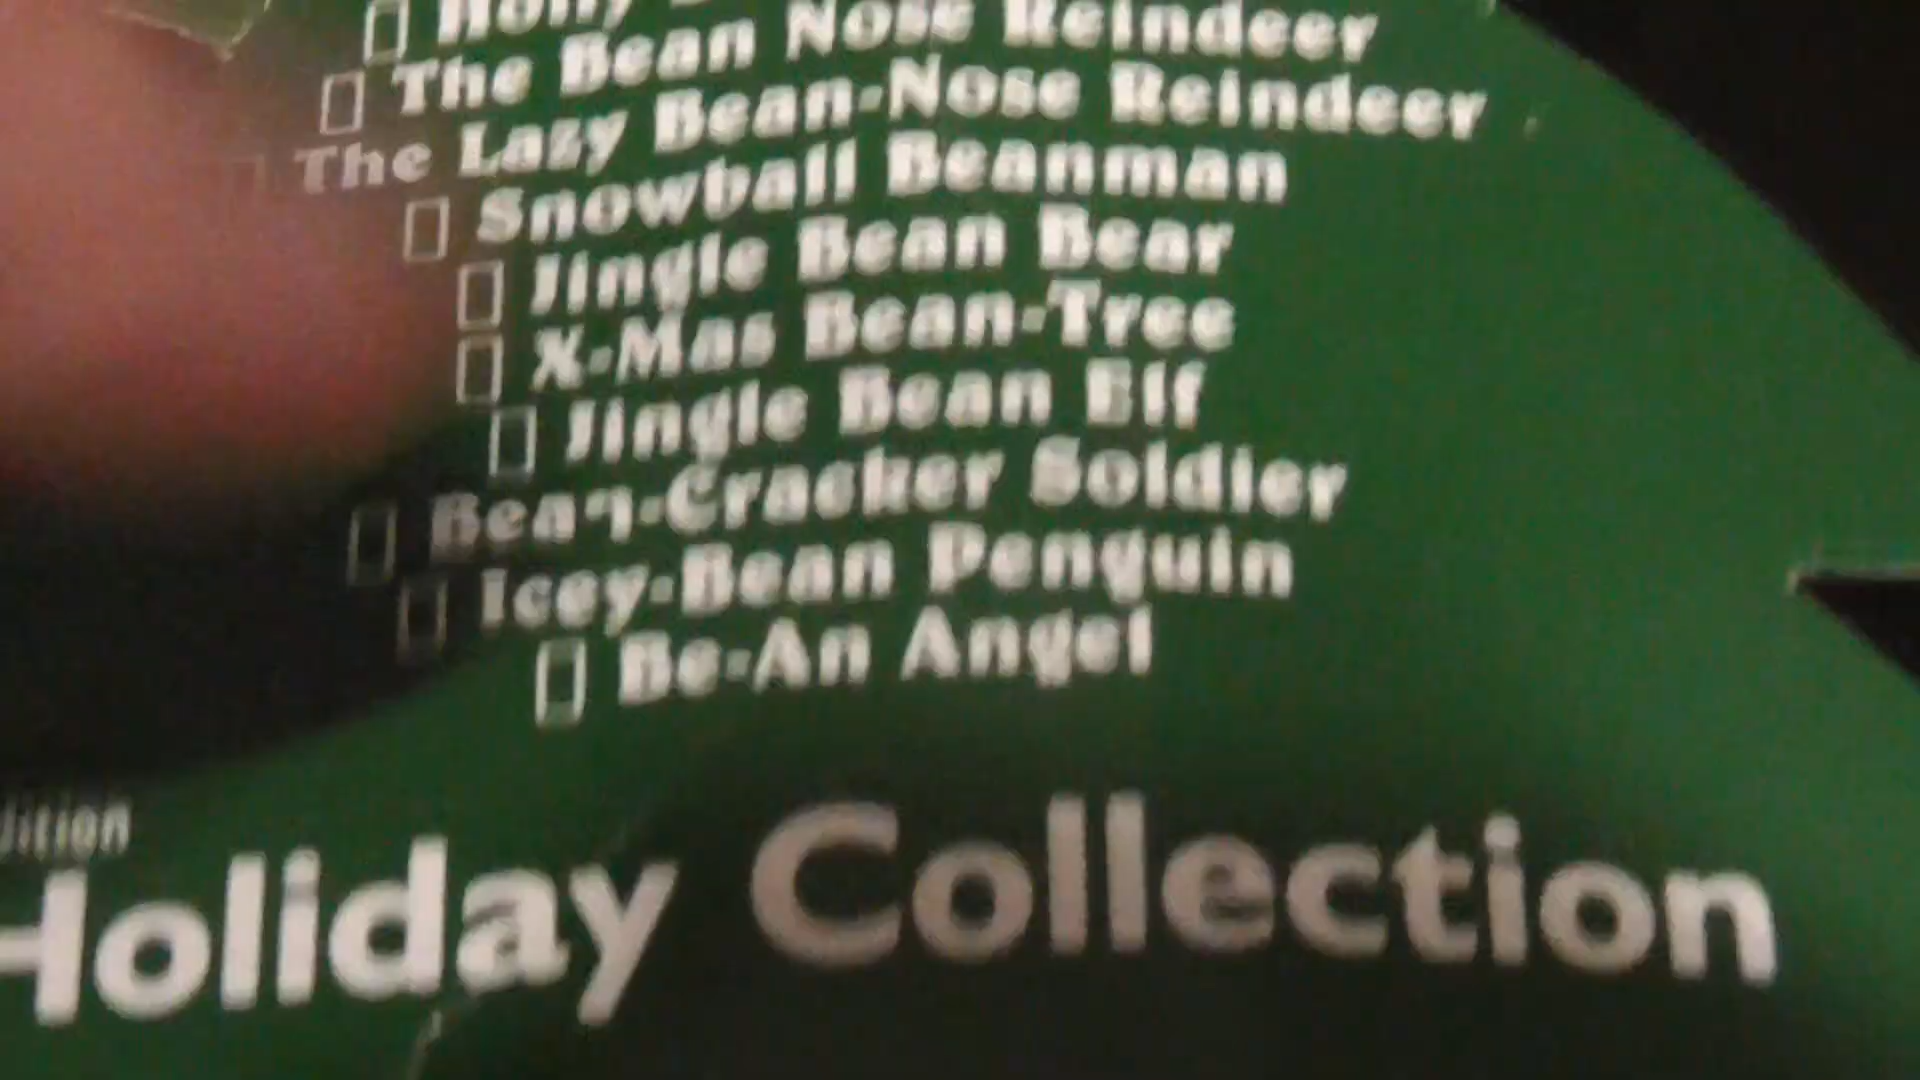 Holly
The Bean Nose Reindeer
The Lazy Bean-Nose Reindeer
Snowball Beanman
Jingle Bean Bear
X-Mas Bean-Tree
Jingle Bean Elf
Bean-Cracker Soldier
Icey-Bean Penguin
Be-An Angel
Holiday Collection